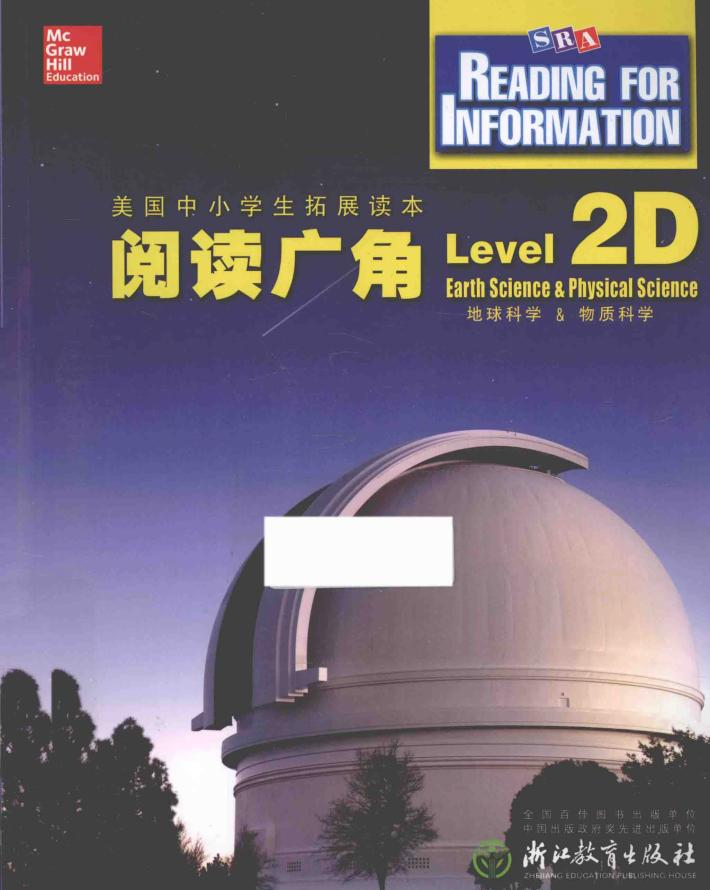 Mc
Graw
Hill
Education
SRA
READING FOR
INFORMATION
美国中小学生拓展读本
阅读广角
Level 2D
Earth Science & Physical Science
地球科学 & 物质科学
全国百佳图书出版单位
中国出版政府奖先进出版单位
浙江教育出版社
ZHEJIANG EDUCATION PUBLISHING HOUSE